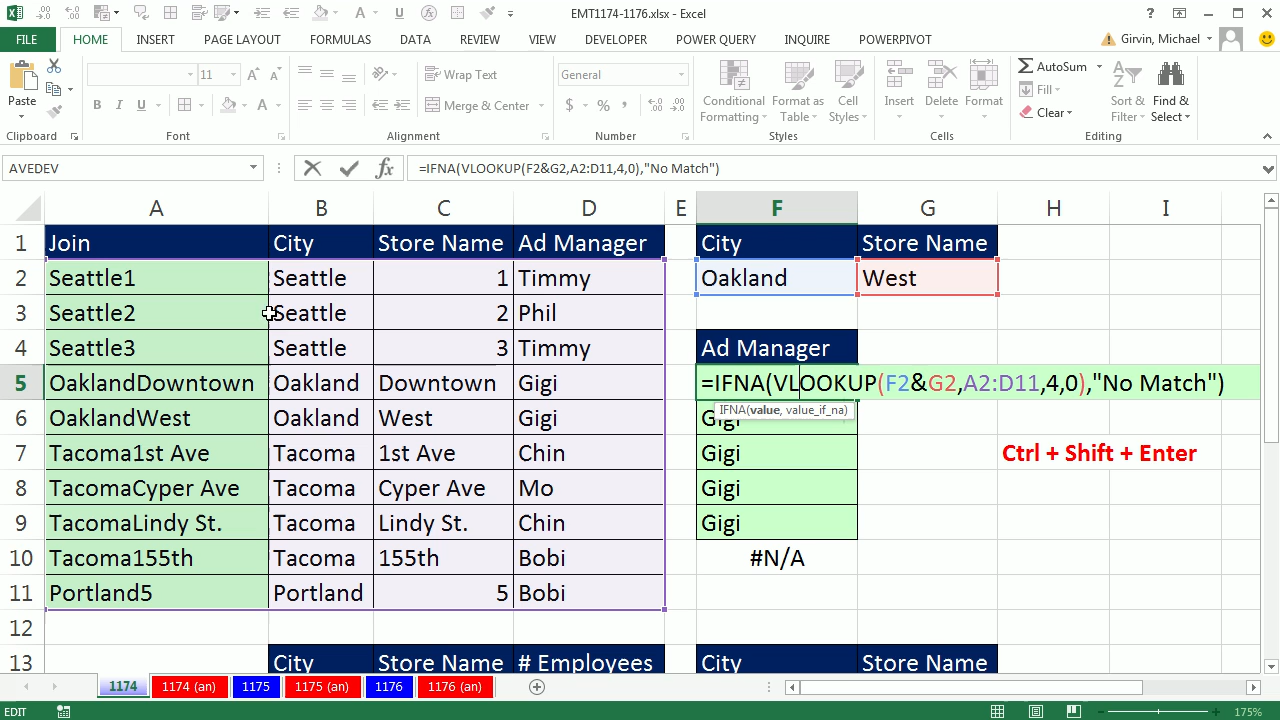 EMT1174-1176.xlsx - Excel
FILE HOME INSERT PAGE LAYOUT FORMULAS DATA REVIEW VIEW DEVELOPER POWER QUERY INQUIRE POWERPIVOT Girvin, Michael
Paste
Clipboard
11
B I U A
Font
Wrap Text
Merge & Center
Alignment
General
$ % ,
Number
Conditional Formatting
Format as Table
Cell Styles
Styles
Insert Delete Format
Cells
AutoSum
Fill
Clear
Sort & Filter
Find & Select
Editing
AVEDEV fx =IFNA(VLOOKUP(F2&G2,A2:D11,4,0),"No Match")
A B C D E F G H I
1 Join City Store Name Ad Manager City Store Name
2 Seattle1 Seattle 1 Timmy Oakland West
3 Seattle2 Seattle 2 Phil
4 Seattle3 Seattle 3 Timmy Ad Manager
5 OaklandDowntown Oakland Downtown Gigi =IFNA(VLOOKUP(F2&G2,A2:D11,4,0),"No Match")
IFNA(value, value_if_na)
6 OaklandWest Oakland West Gigi Gigi
7 Tacoma1st Ave Tacoma 1st Ave Chin Gigi Ctrl + Shift + Enter
8 TacomaCyper Ave Tacoma Cyper Ave Mo Gigi
9 TacomaLindy St. Tacoma Lindy St. Chin Gigi
10 Tacoma155th Tacoma 155th Bobi #N/A
11 Portland5 Portland 5 Bobi
12
13 City Store Name # Employees City Store Name
1174 1174 (an) 1175 1175 (an) 1176 1176 (an)
EDIT 175%